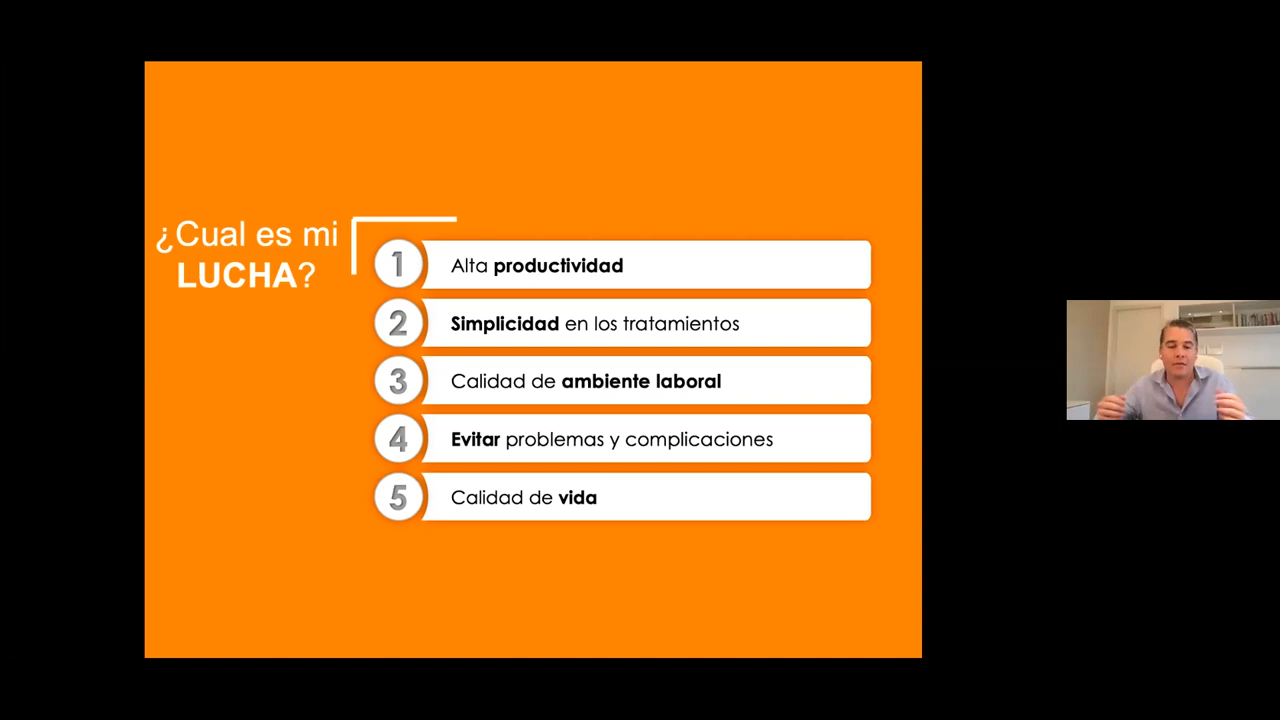 ¿Cual es mi
LUCHA?
1 Alta productividad
2 Simplicidad en los tratamientos
3 Calidad de ambiente laboral
4 Evitar problemas y complicaciones
5 Calidad de vida